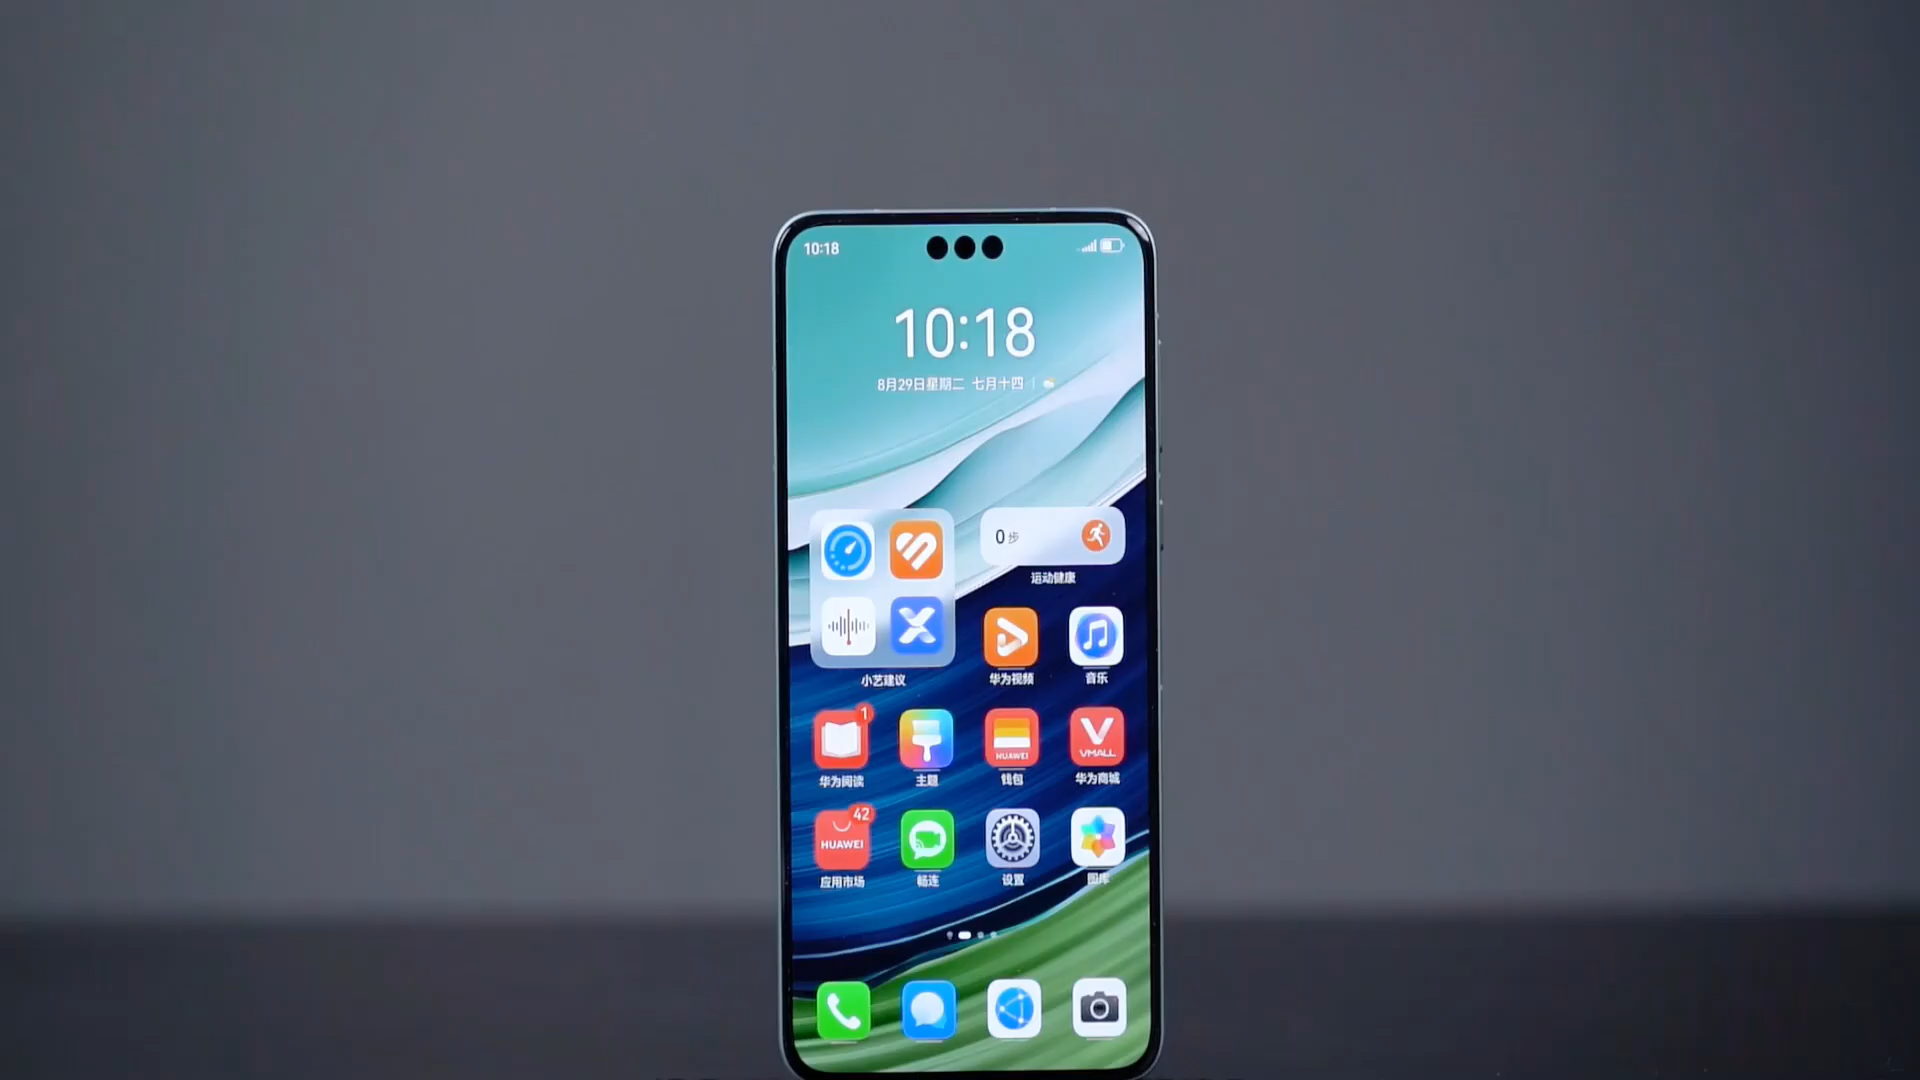 10:18
10:18
8月29日星期二 七月十四
0步
运动健康
小艺建议
华为视频
音乐
1
HUAWEI
VMALL
华为阅读
主题
钱包
华为商城
42
HUAWEI
应用市场
畅连
设置
图库